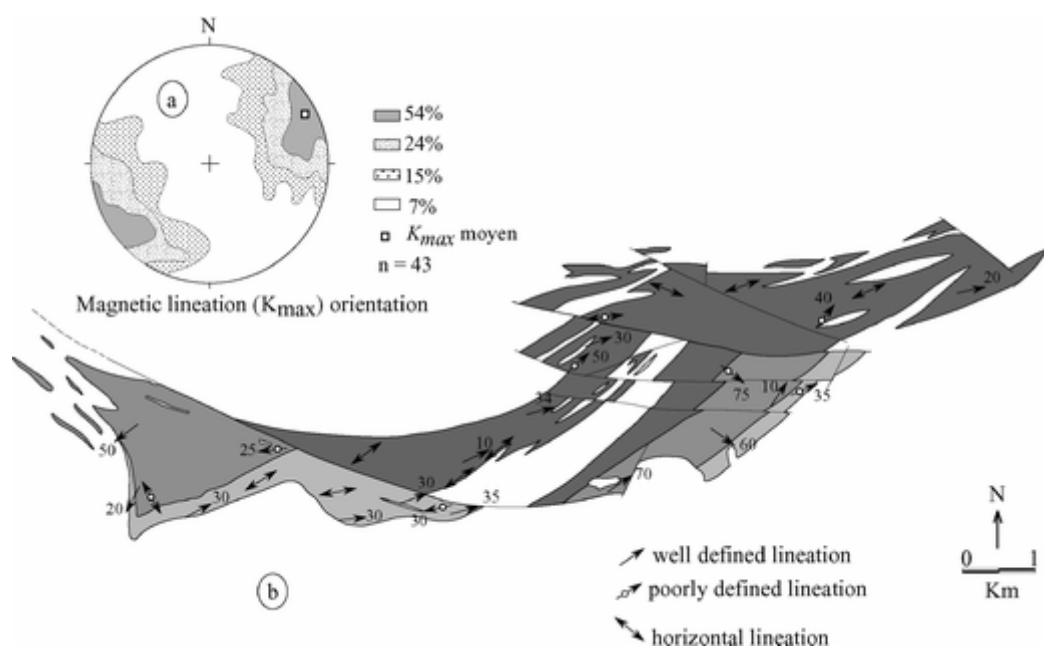 N
a
54%
24%
15%
7%
K max moyen
n = 43
Magnetic lineation (Kmax) orientation
20
40
30
50
34
10
75
10
35
60
70
50
25
20
30
30
30
30
35
b
N
0 1
Km
well defined lineation
poorly defined lineation
horizontal lineation